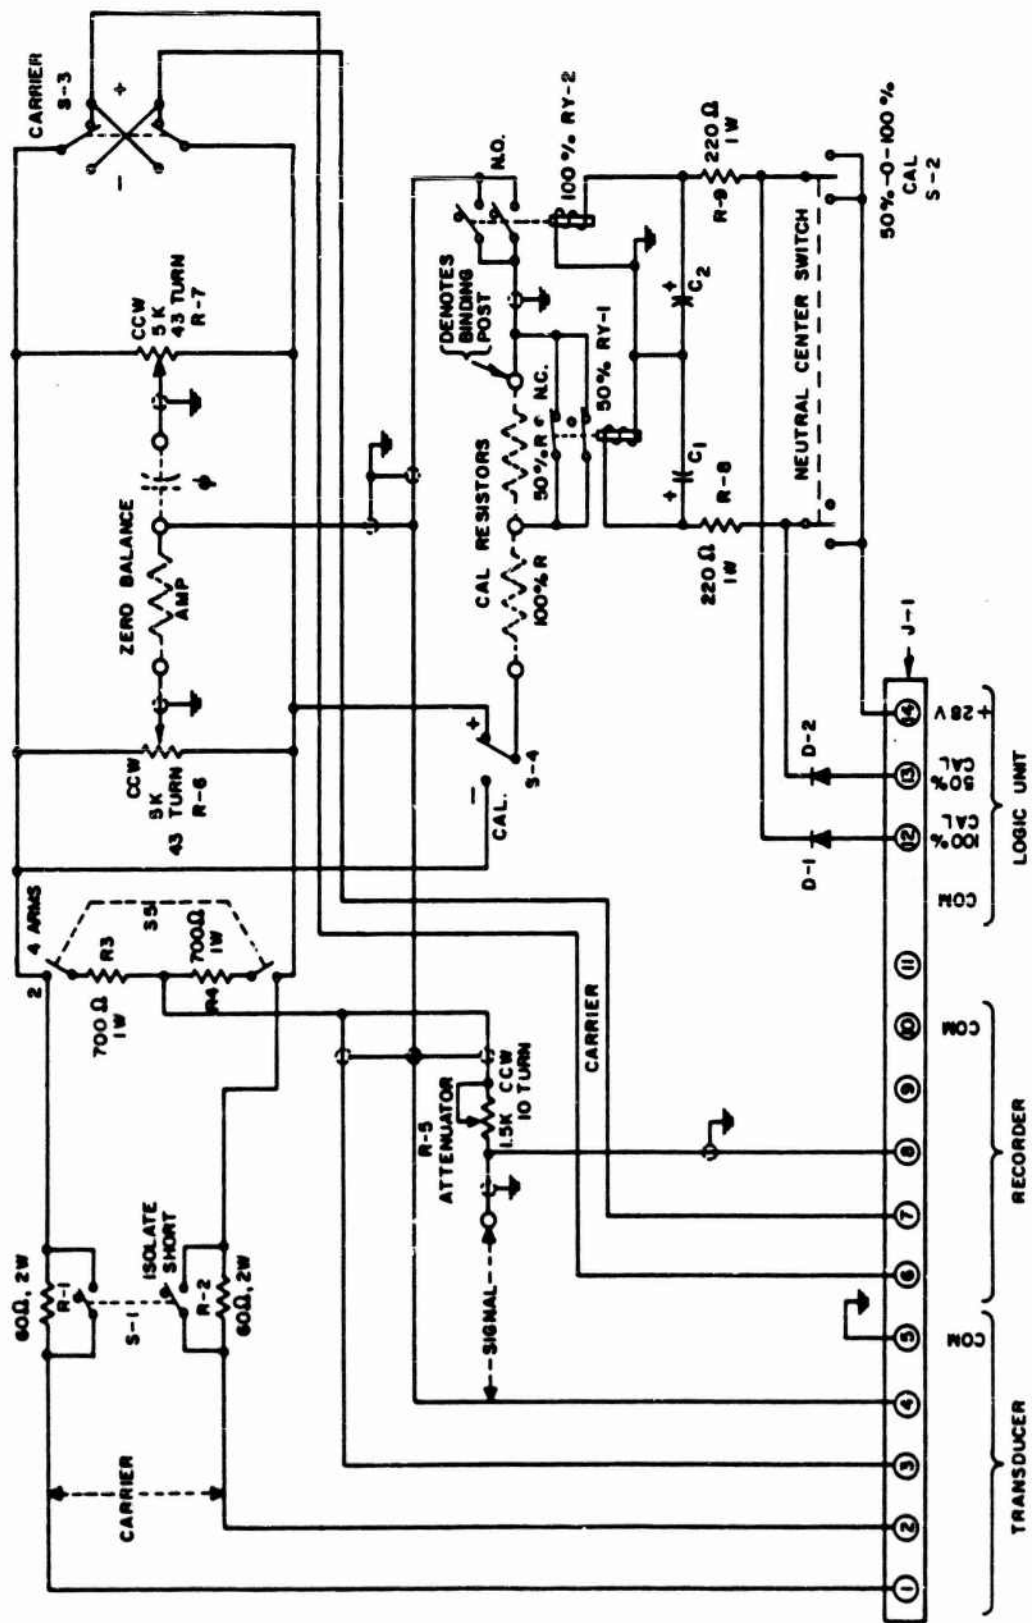 CARRIER
S-3
+
−
CCW
5K
43 TURN
R-7
ZERO BALANCE
AMP
φ
CCW
5K
43 TURN
R-6
4 ARMS
2
S5
R3
700Ω
1W
700Ω
1W
R4
60Ω, 2W
R-1
S-1
ISOLATE
SHORT
R-2
60Ω, 2W
CARRIER
N.O.
100% RY-2
DENOTES
BINDING
POST
N.C.
50% R
50% RY-1
CAL RESISTORS
100% R
+
−
CAL.
S-4
R-5
ATTENUATOR
1.5K CCW
10 TURN
SIGNAL
CARRIER
+
C2
+
C1
220Ω
1W
R-9
R-8
220Ω
1W
NEUTRAL CENTER SWITCH
50%-0-100%
CAL
S-2
D-2
D-1
J-1
1
2
3
4
5
6
7
8
9
10
11
12
13
14
COM
COM
COM
100%
CAL
50%
CAL
+28V
TRANSDUCER
RECORDER
LOGIC UNIT